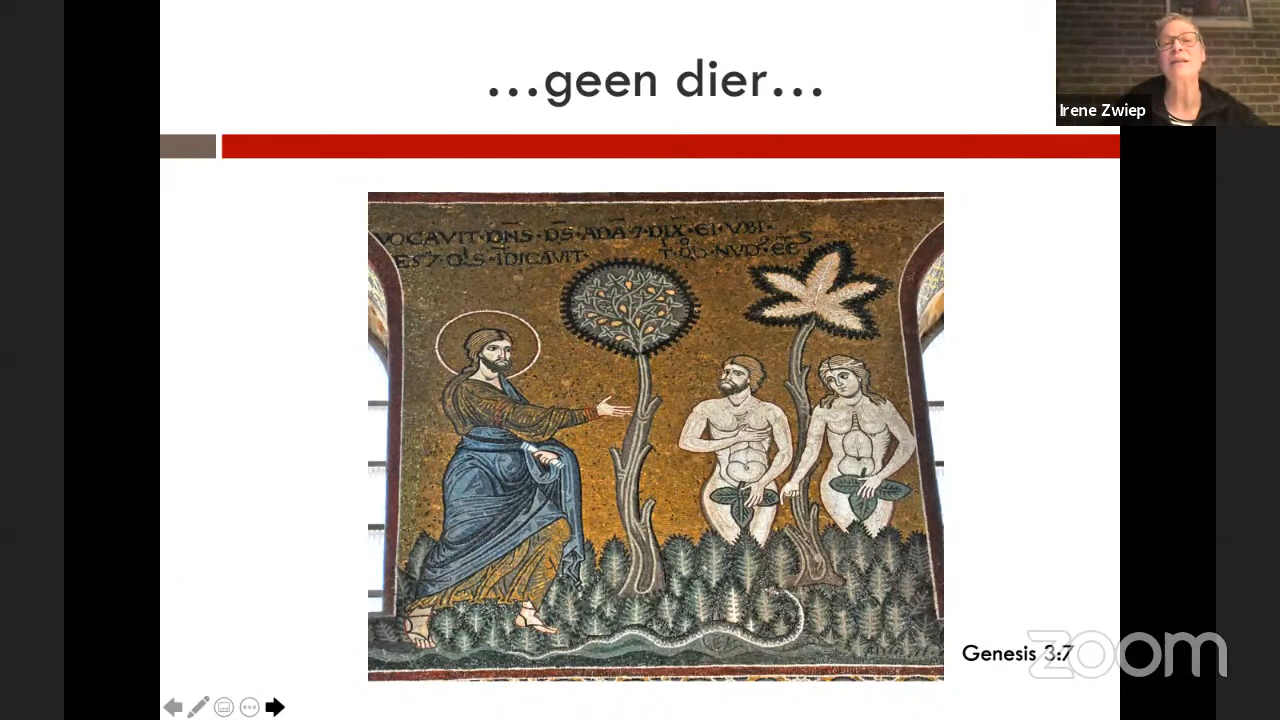 ...geen dier...
Irene Zwiep
VOCAVIT·DNS·DS·ADA·7·DIX·EI·VBI·
ES·7·
IDICAVIT·
NVD
Genesis 3:7
zoom